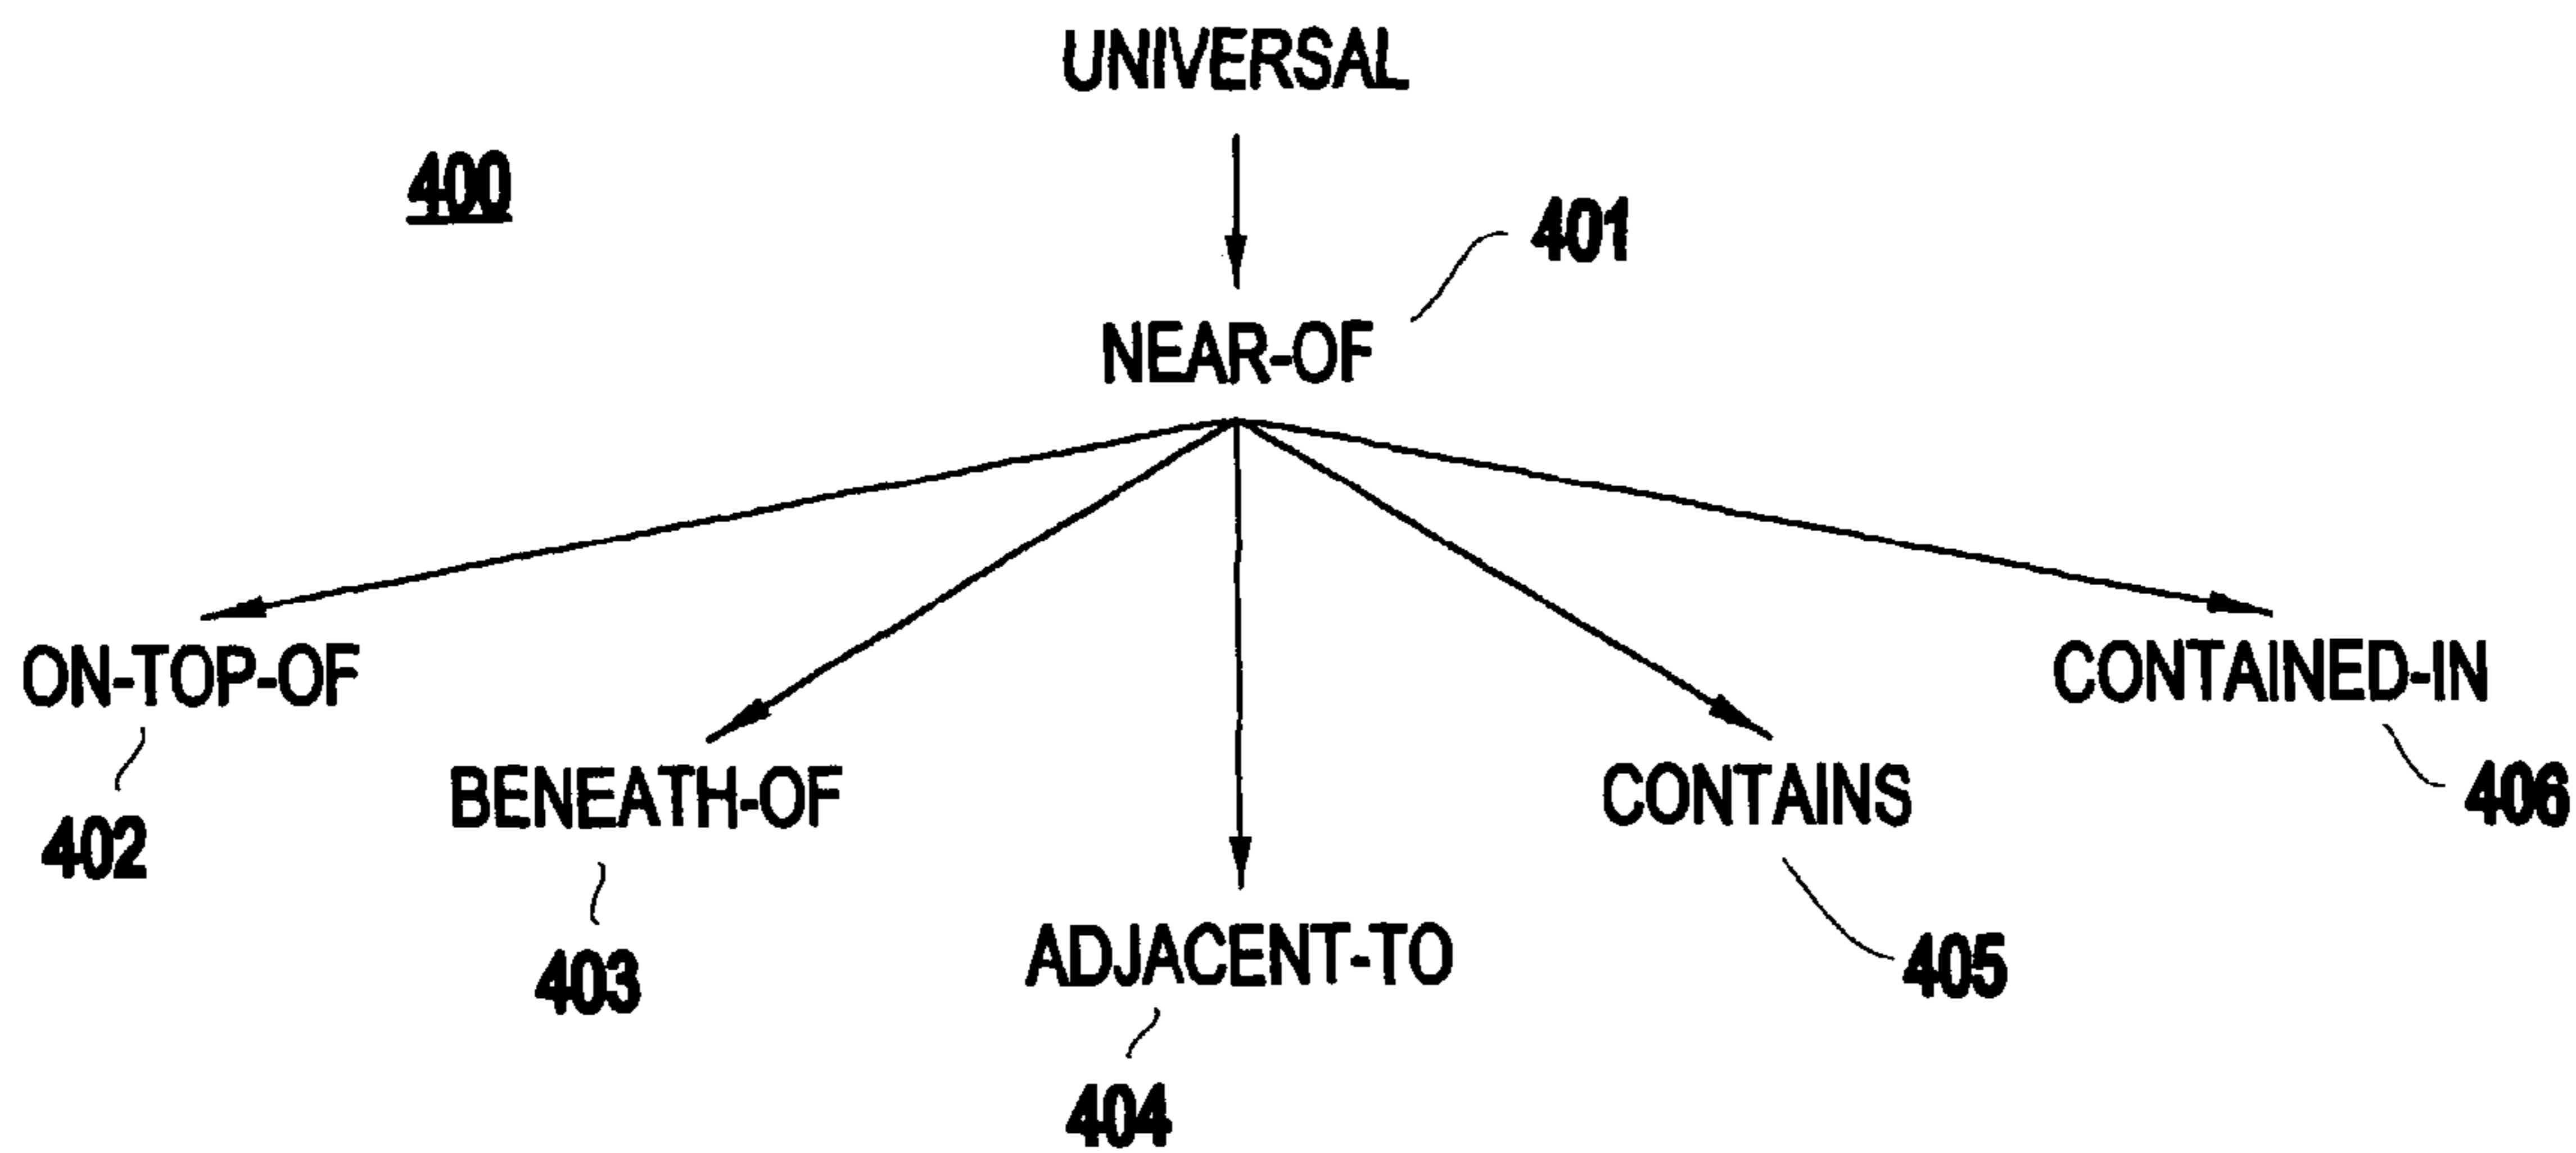 UNIVERSAL
400
401
NEAR-OF
ON-TOP-OF
CONTAINED-IN
BENEATH-OF
CONTAINS
406
402
ADJACENT-TO
405
403
404